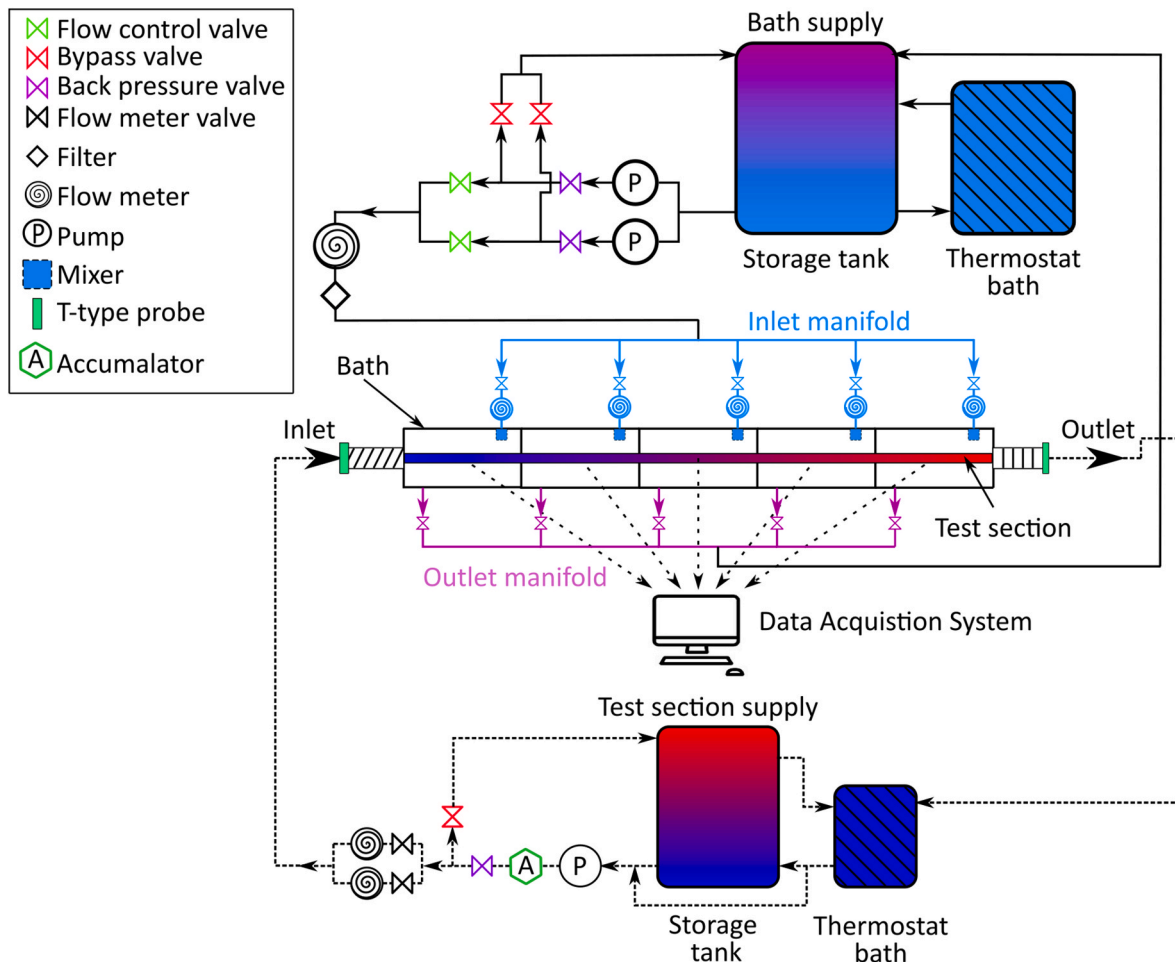 Flow control valve
Bypass valve
Back pressure valve
Flow meter valve
Filter
Flow meter
P
Pump
Mixer
T-type probe
A
Accumalator
Bath supply
P
P
Storage tank
Thermostat
bath
Inlet manifold
Bath
Inlet
Outlet
Test section
Outlet manifold
Data Acquistion System
Test section supply
A
P
Storage
tank
Thermostat
bath